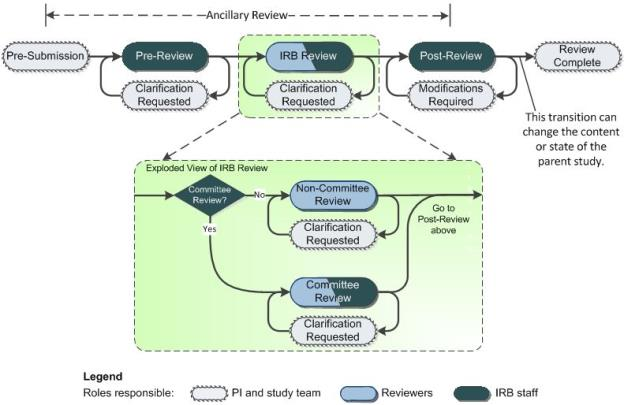 Ancillary Review
Pre-Submission
Pre-Review
IRB Review
Post-Review
Review
Complete
Clarification
Requested
Clarification
Requested
Modifications
Required
This transition can
change the content
or state of the
parent study.
Exploded View of IRB Review
Committee
Review?
No
Non-Committee
Review
Yes
Clarification
Requested
Go to
Post-Review
above
Committee
Review
Clarification
Requested
Legend
Roles responsible:
PI and study team
Reviewers
IRB staff